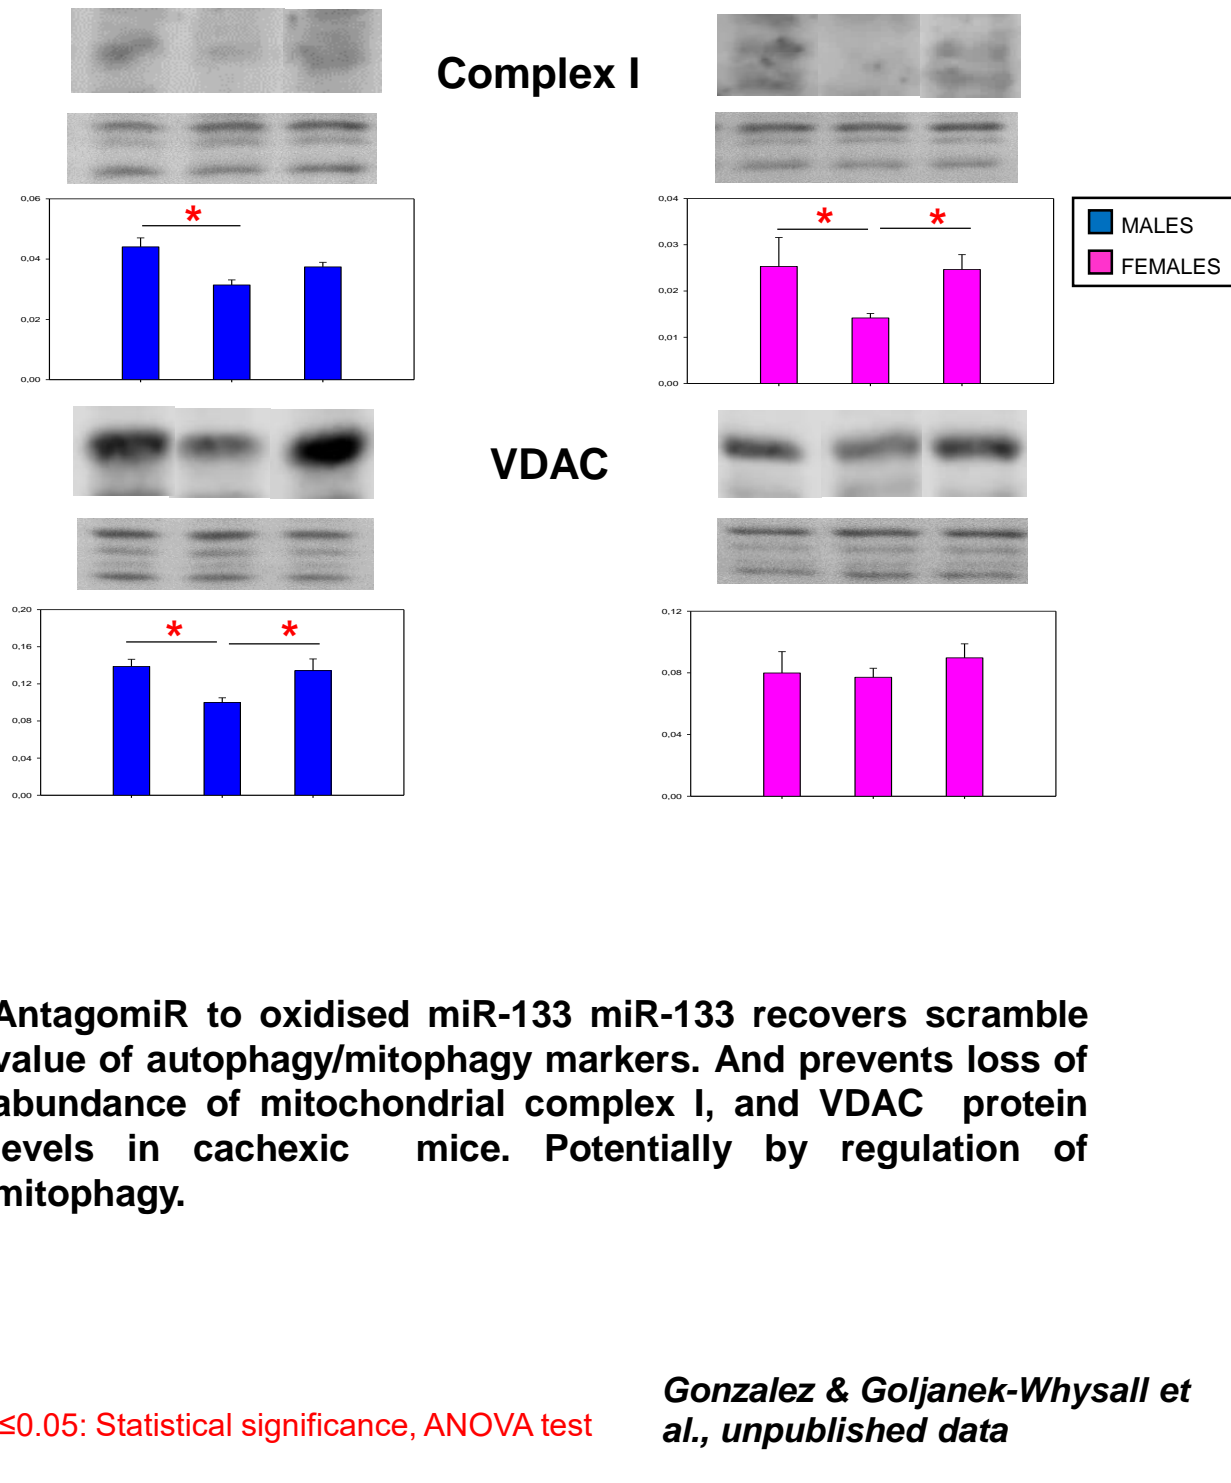 Complex I
0,06
0,04
0,02
0,00
*
0,04
0,03
0,02
0,01
0,00
* *
MALES
FEMALES
VDAC
0,20
0,16
0,12
0,08
0,04
0,00
* *
0,12
0,08
0,04
0,00
AntagomiR to oxidised miR-133 miR-133 recovers scramble
value of autophagy/mitophagy markers. And prevents loss of
abundance of mitochondrial complex I, and VDAC protein
levels in cachexic mice. Potentially by regulation of
mitophagy.
≤0.05: Statistical significance, ANOVA test
Gonzalez & Goljanek-Whysall et
al., unpublished data